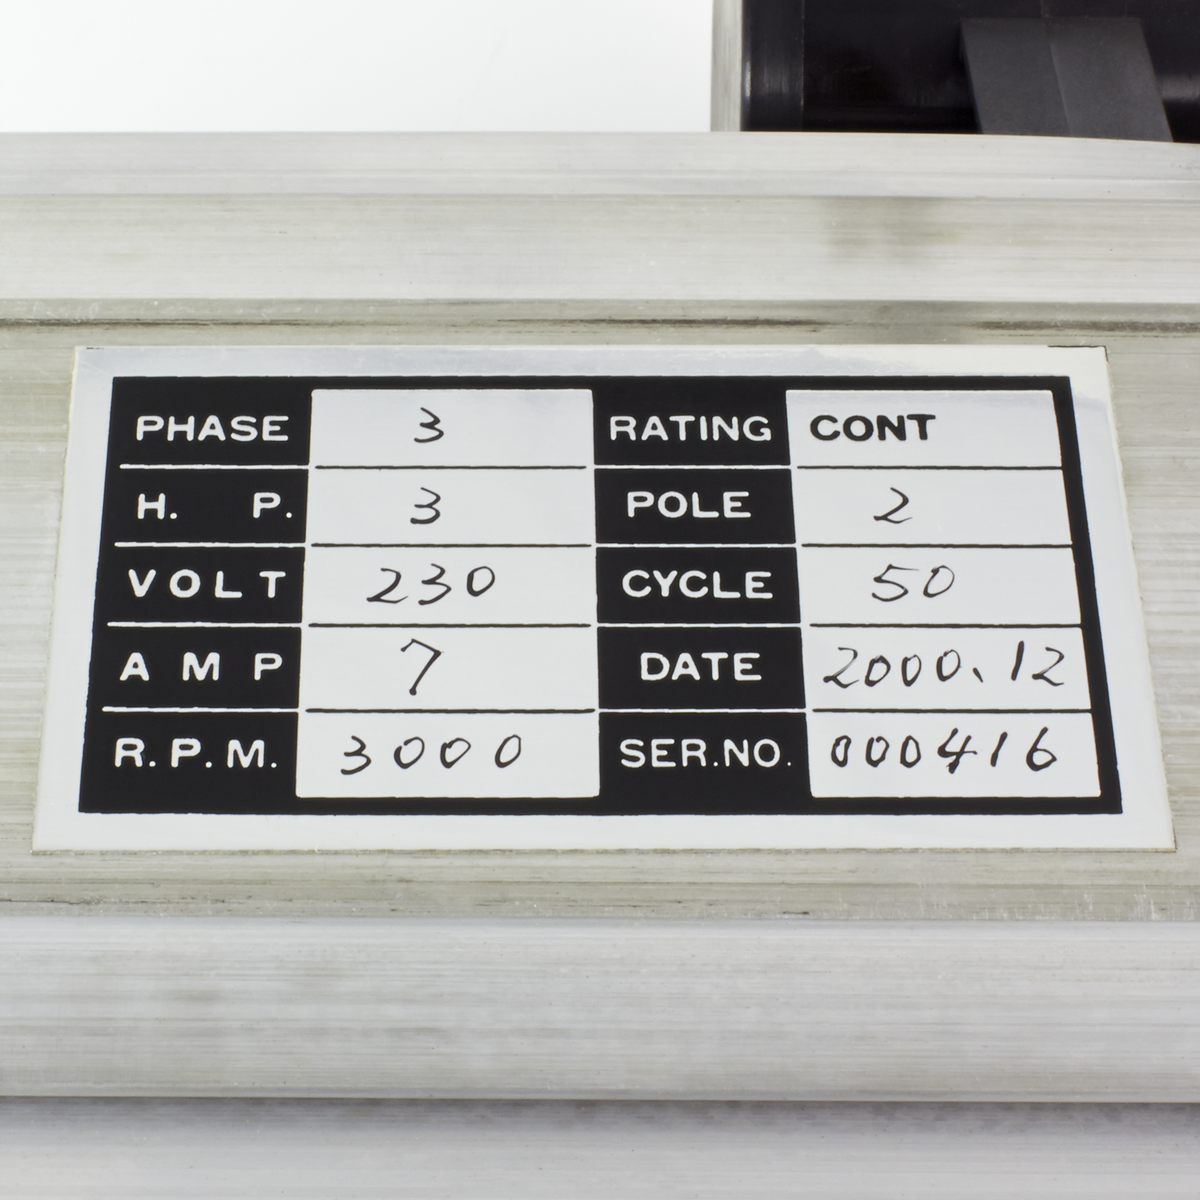 PHASE 3 RATING CONT
H. P. 3 POLE 2
VOLT 230 CYCLE 50
AMP 7 DATE 2000.12
R.P.M. 3000 SER.NO. 000416